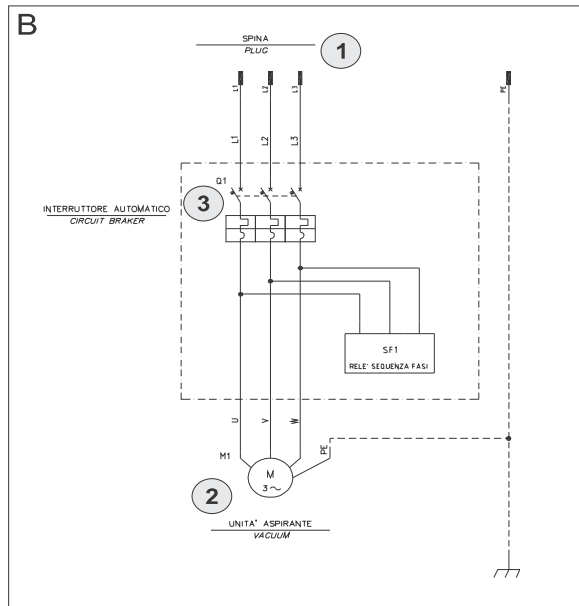 B
SPINA
PLUG
1
L1
L2
L3
PE
L1
L2
L3
Q1
3
INTERRUTTORE AUTOMATICO
CIRCUIT BRAKER
SF1
RELE' SEQUENZA FASI
U
V
W
PE
M1
M
3~
2
UNITA' ASPIRANTE
VACUUM